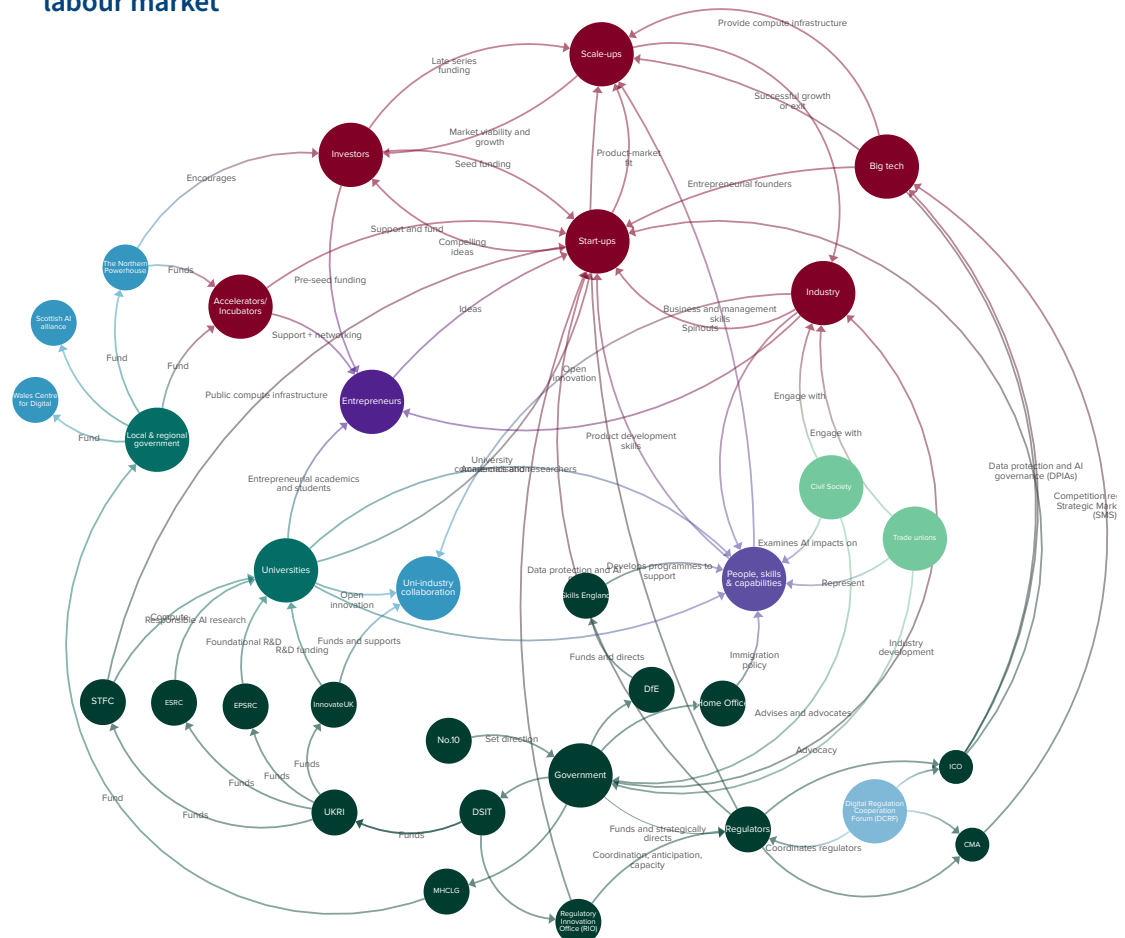 labour market
Provide compute infrastructure
Scale-ups
Late series
funding
Successful growth
or exit
Market viability and
growth
Investors
Seed funding
Product-market
fit
Big tech
Encourages
Entrepreneurial founders
Support and fund
Compelling
ideas
Start-ups
The Northern
Powerhouse
Funds
Pre-seed funding
Accelerators/
Incubators
Industry
Ideas
Business and management
skills
Spinouts
Scottish AI
alliance
Support + networking
Fund
Fund
Open
innovation
Wales Centre
for Digital
Public compute infrastructure
Entrepreneurs
Engage with
Fund
Local & regional
government
Product development
skills
Engage with
University
Academics and researchers
Entrepreneurial academics
and students
Data protection and AI
governance (DPIAs)
Civil Society
Competition re
Strategic Mark
(SMS)
Trade unions
Examines AI impacts on
Universities
Uni-industry
collaboration
Data protection and AI
Develops programmes to
support
People, skills
& capabilities
Represent
Skills England
Open
innovation
Compute
Responsible AI research
Foundational R&D
R&D funding
Funds and supports
Industry
development
Funds and directs
Immigration
policy
STFC
ESRC
EPSRC
InnovateUK
DfE
Home Office
Advises and advocates
No.10
Set direction
Advocacy
Government
ICO
Funds
Funds
Funds
Fund
Funds
UKRI
DSIT
Funds
Digital Regulation
Cooperation
Forum (DCRF)
Regulators
Funds and strategically
directs
Coordinates regulators
CMA
Coordination, anticipation,
capacity
MHCLG
Regulatory
Innovation
Office (RIO)